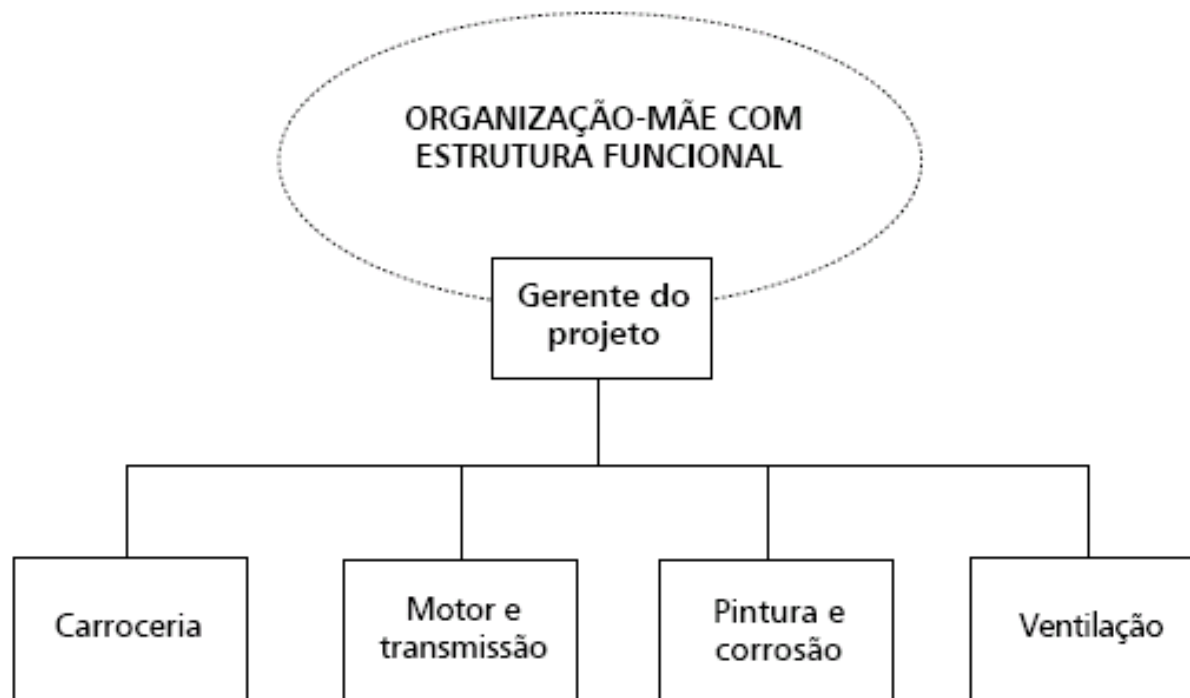 ORGANIZAÇÃO-MÃE COM
ESTRUTURA FUNCIONAL
Gerente do
projeto
Carroceria
Motor e
transmissão
Pintura e
corrosão
Ventilação